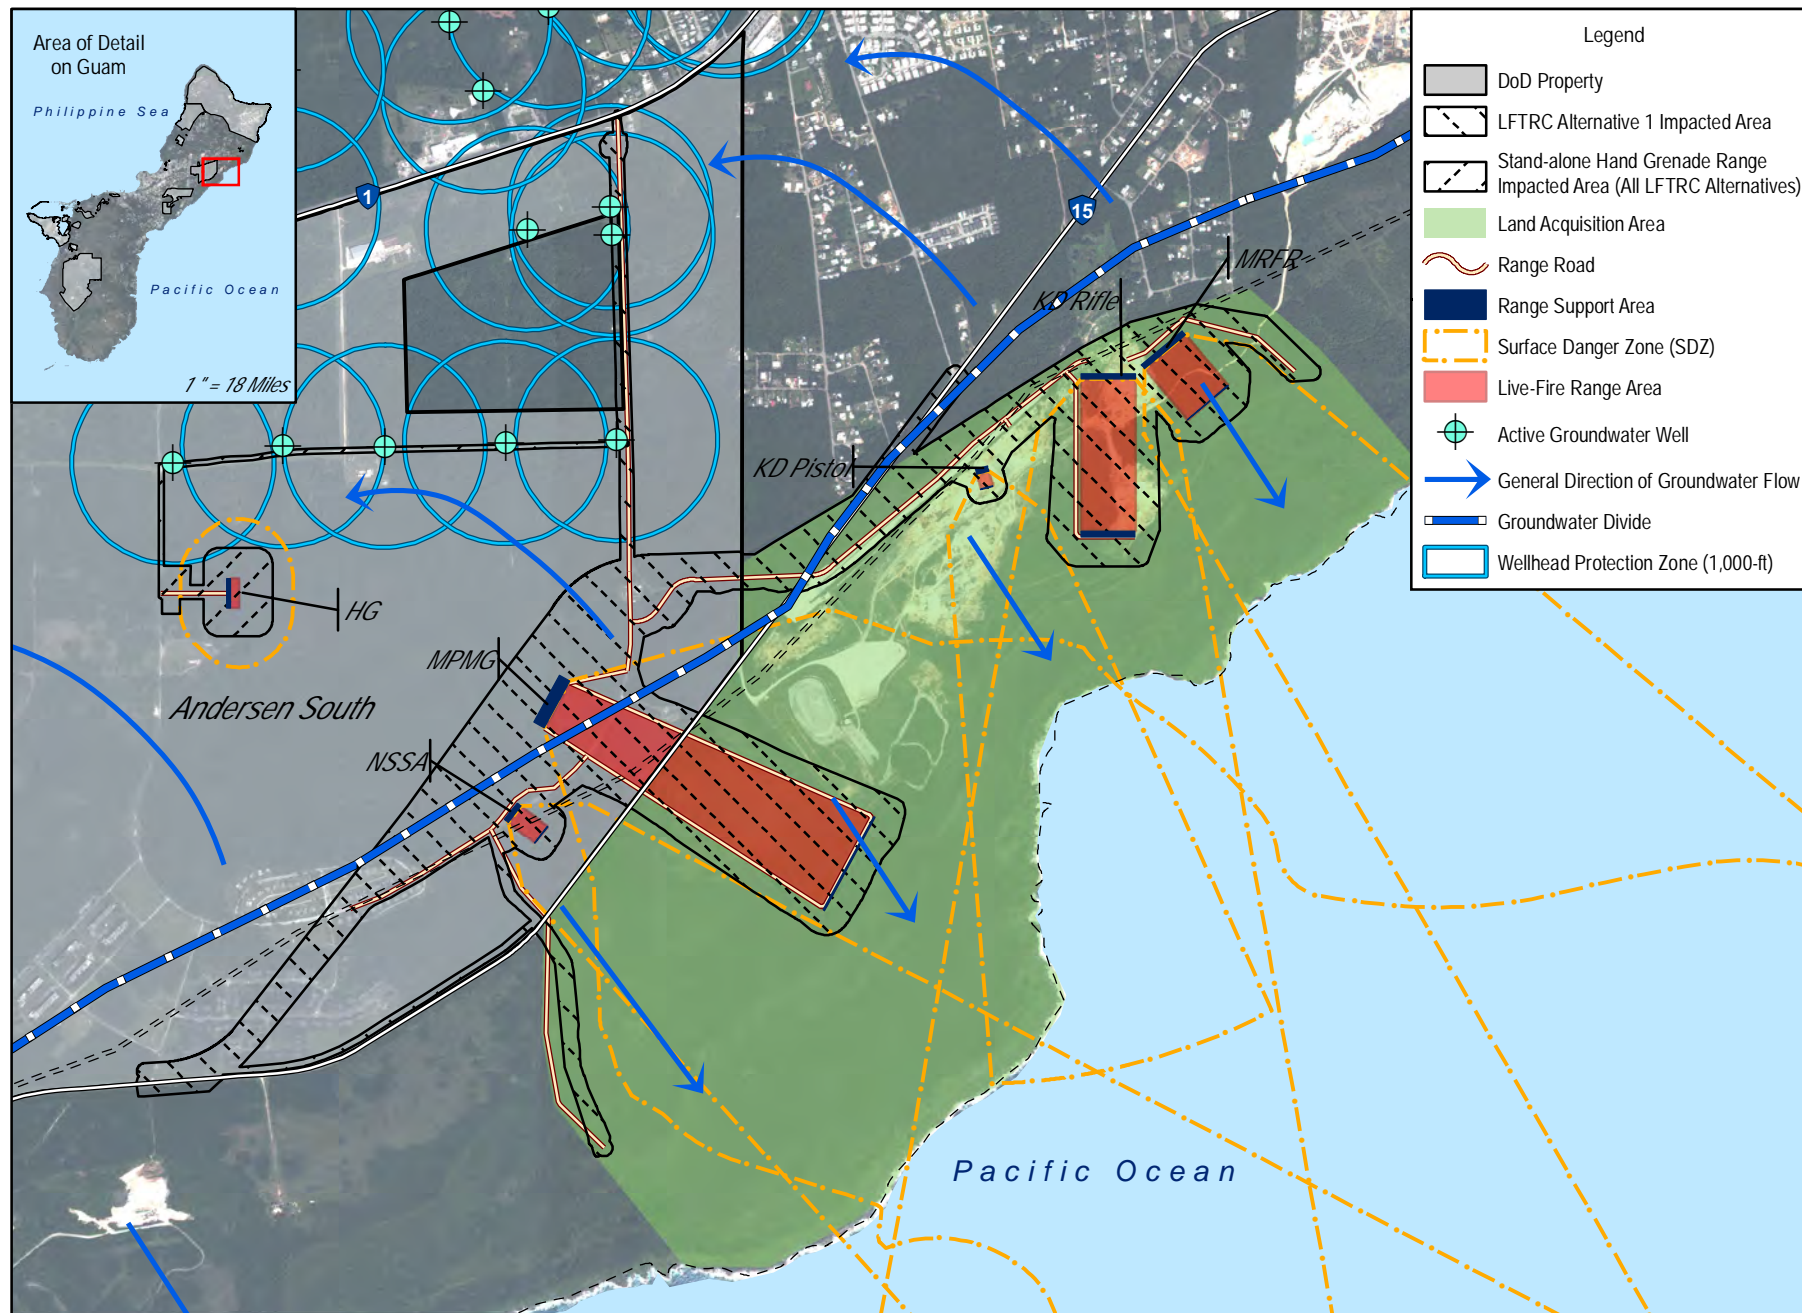 Area of Detail
on Guam
Philippine Sea
Pacific Ocean
1 " = 18 Miles
Legend
DoD Property
LFTRC Alternative 1 Impacted Area
Stand-alone Hand Grenade Range
Impacted Area (All LFTRC Alternatives)
Land Acquisition Area
Range Road
Range Support Area
Surface Danger Zone (SDZ)
Live-Fire Range Area
Active Groundwater Well
General Direction of Groundwater Flow
Groundwater Divide
Wellhead Protection Zone (1,000-ft)
1
15
MRFR
KD Rifle
KD Pistol
HG
MPMG
Andersen South
NSSA
Pacific Ocean